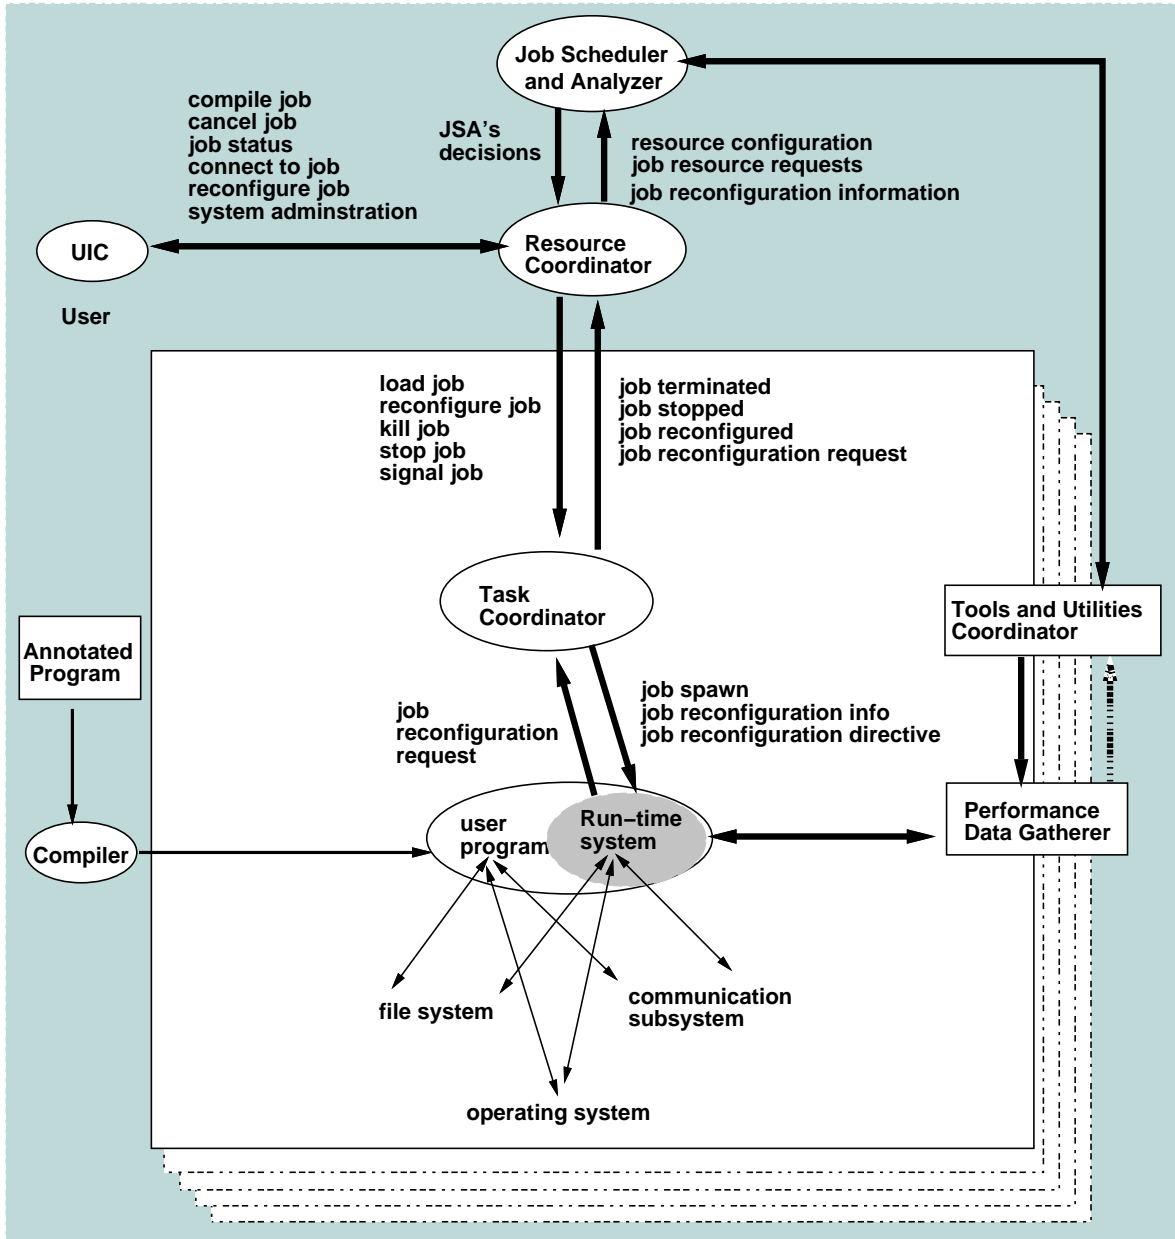 Job Scheduler
and Analyzer
compile job
cancel job
job status
connect to job
reconfigure job
system adminstration
JSA's
decisions
resource configuration
job resource requests
job reconfiguration information
UIC
Resource
Coordinator
User
load job
reconfigure job
kill job
stop job
signal job
job terminated
job stopped
job reconfigured
job reconfiguration request
Task
Coordinator
Tools and Utilities
Coordinator
Annotated
Program
job
reconfiguration
request
job spawn
job reconfiguration info
job reconfiguration directive
Compiler
user
program
Run−time
system
Performance
Data Gatherer
file system
communication
subsystem
operating system